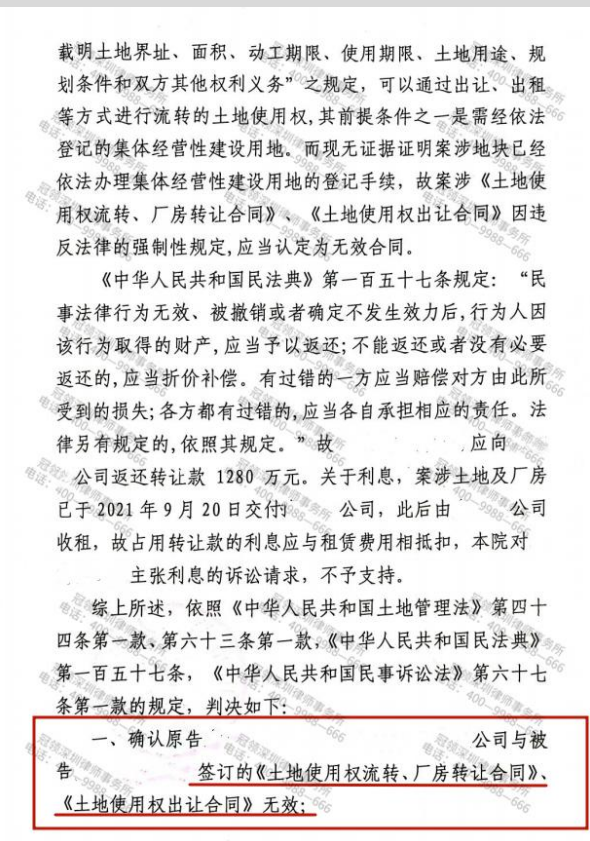 载明土地界址、面积、动工期限、使用期限、土地用途、规
划条件和双方其他权利义务”之规定，可以通过出让、出租
等方式进行流转的土地使用权,其前提条件之一是需经依法
登记的集体经营性建设用地。而现无证据证明案涉地块已经
依法办理集体经营性建设用地的登记手续，故案涉《土地使
用权流转、厂房转让合同》、《土地使用权出让合同》因违
反法律的强制性规定,应当认定为无效合同。
《中华人民共和国民法典》第一百五十七条规定：“民
事法律行为无效、被撤销或者确定不发生效力后,行为人因
该行为取得的财产,应当予以返还;不能返还或者没有必要
返还的,应当折价补偿。有过错的一方应当赔偿对方由此所
受到的损失;各方都有过错的,应当各自承担相应的责任。法
律另有规定的,依照其规定。”故 应向
公司返还转让款 1280 万元。关于利息，案涉土地及厂房
已于 2021 年 9 月 20 日交付 公司，此后由 公司
收租，故占用转让款的利息应与租赁费用相抵扣，本院对
主张利息的诉讼请求，不予支持。
综上所述，依照《中华人民共和国土地管理法》第四十
四条第一款、第六十三条第一款,《中华人民共和国民法典》
第一百五十七条，《中华人民共和国民事诉讼法》第六十七
条第一款的规定，判决如下：
一、确认原告 公司与被
告 签订的《土地使用权流转、厂房转让合同》、
《土地使用权出让合同》无效;
冠领深圳律师事务所
电话：400-9988-666